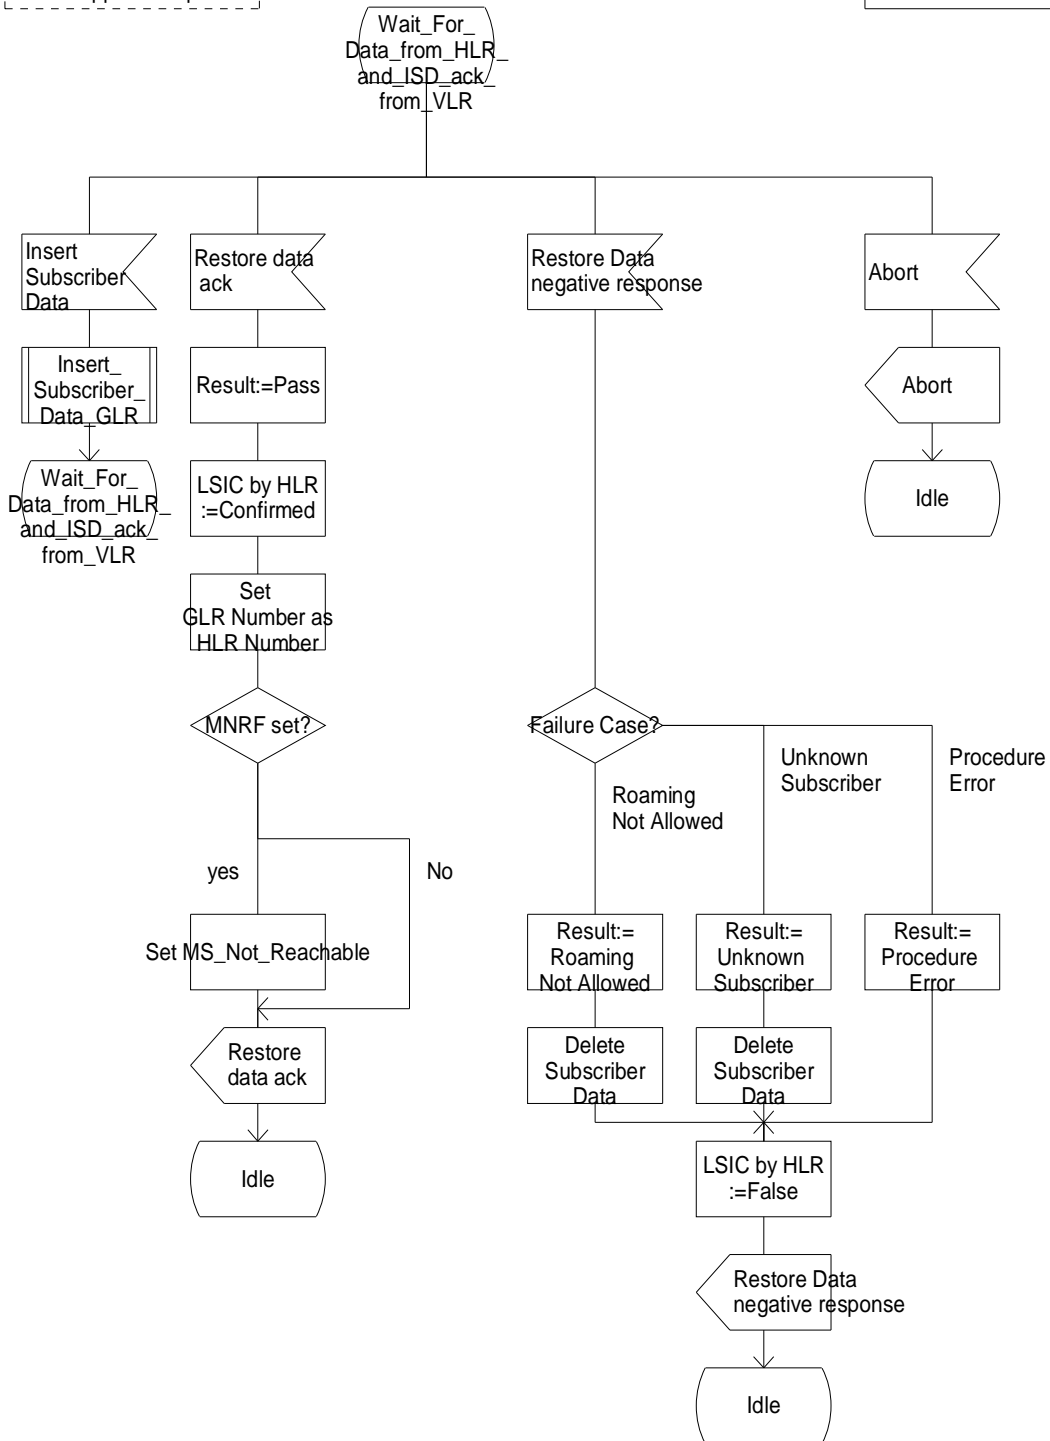 Wait_For_
Data_from_HLR_
and_ISD_ack_
from_VLR
Insert
Subscriber
Data
Restore data
ack
Restore Data
negative response
Abort
Insert_
Subscriber_
Data_GLR
Result:=Pass
Abort
Wait_For_
Data_from_HLR_
and_ISD_ack_
from_VLR
LSIC by HLR
:=Confirmed
Idle
Set
GLR Number as
HLR Number
MNRF set?
Failure Case?
Roaming
Not Allowed
Unknown
Subscriber
Procedure
Error
yes
No
Set MS_Not_Reachable
Result:=
Roaming
Not Allowed
Result:=
Unknown
Subscriber
Result:=
Procedure
Error
Restore
data ack
Delete
Subscriber
Data
Delete
Subscriber
Data
Idle
LSIC by HLR
:=False
Restore Data
negative response
Idle